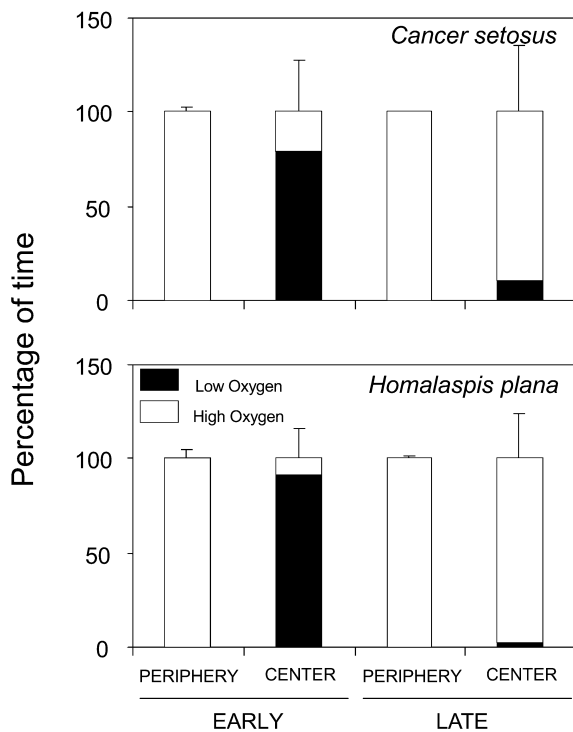 150
Cancer setosus
100
50
0
Percentage of time
150
Low Oxygen
Homalaspis plana
High Oxygen
100
50
0
PERIPHERY CENTER PERIPHERY CENTER
EARLY LATE